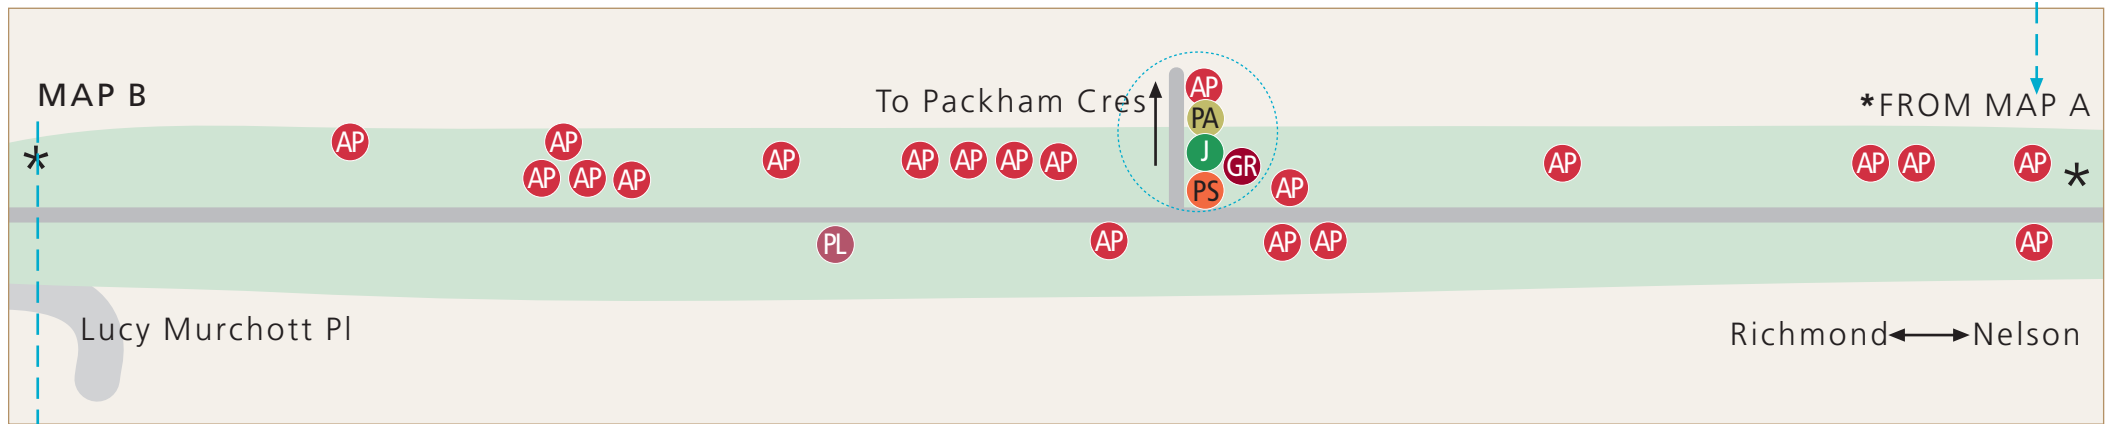 MAP B
To Packham Cres
*FROM MAP A
AP
PA
J
GR
PS
AP
AP
AP AP AP
AP
AP AP AP AP
AP
AP
AP AP
AP
*
*
PL
AP
AP AP
AP
Lucy Murchott Pl
Richmond Nelson